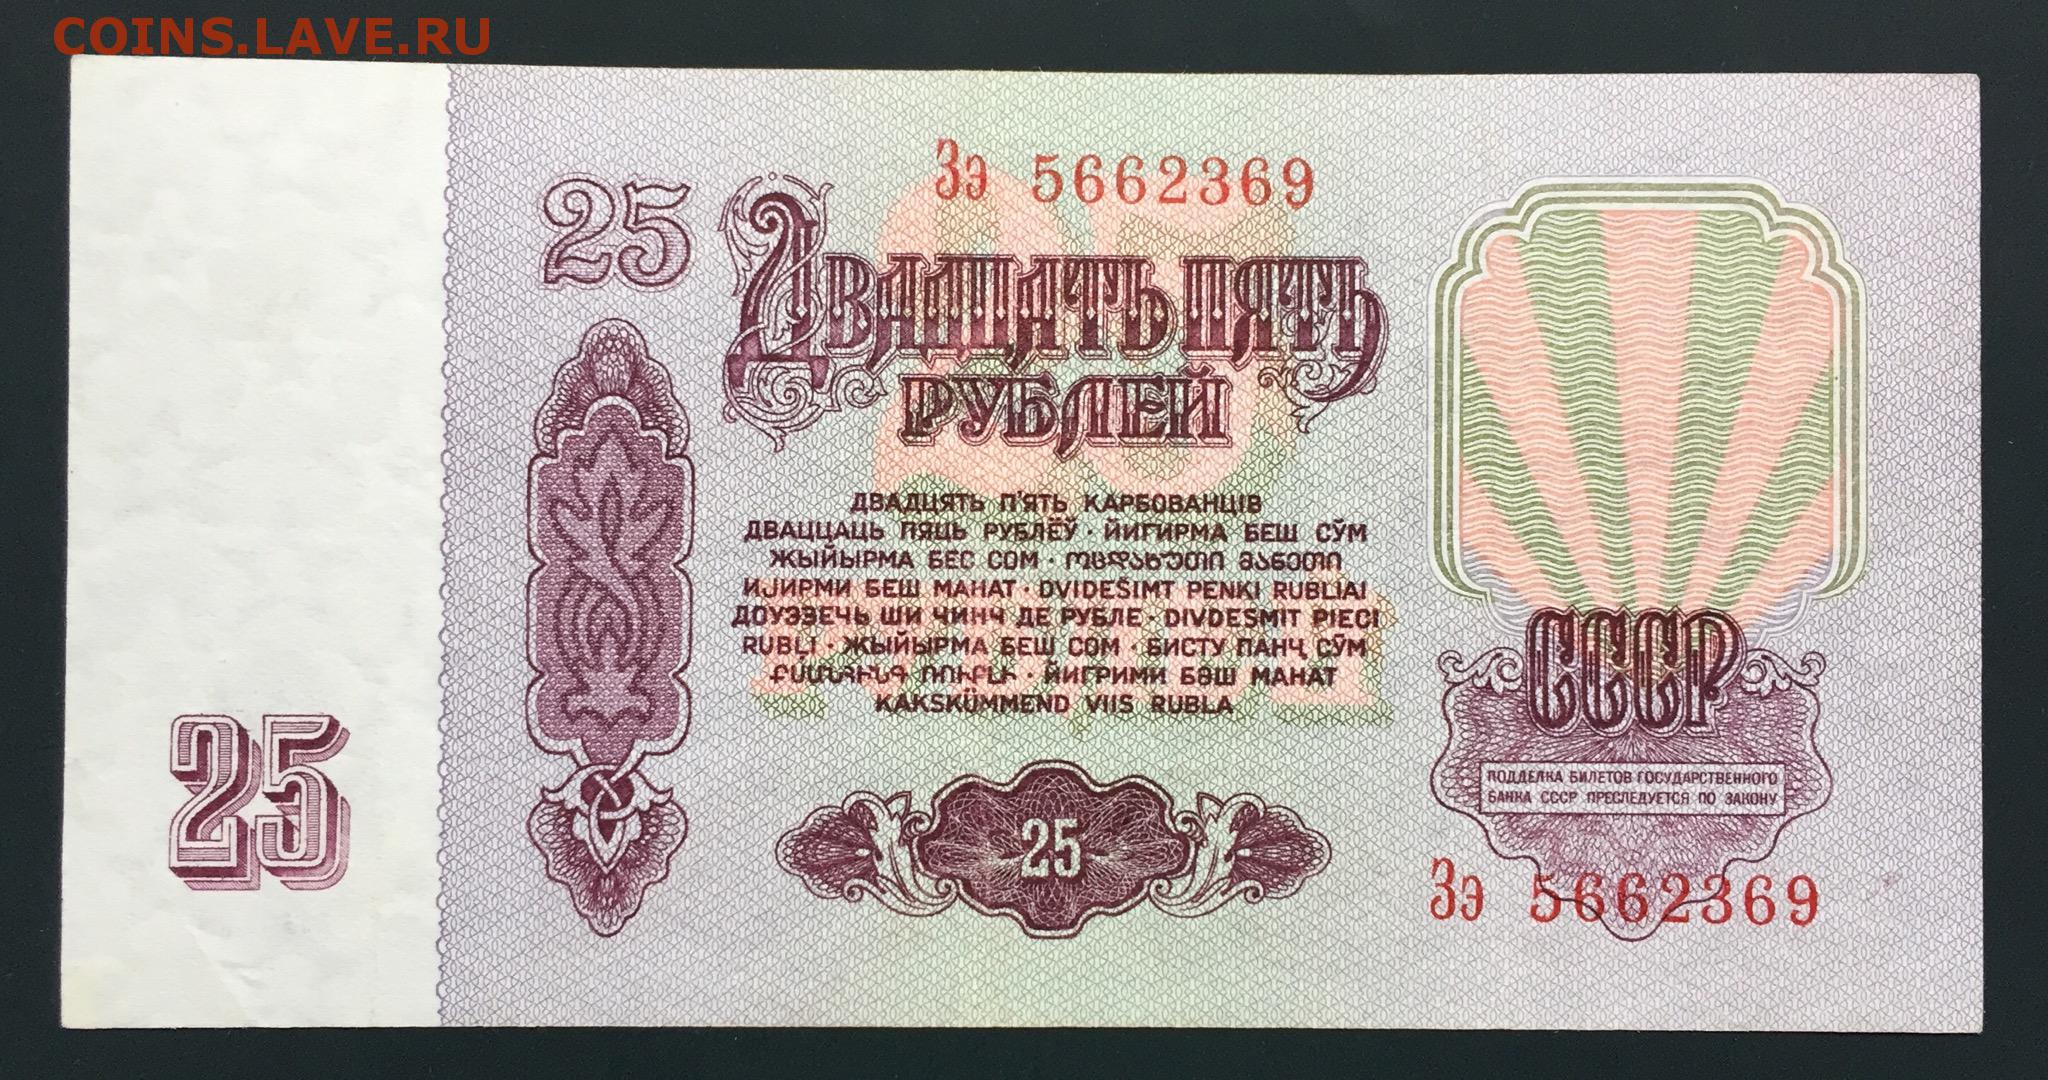 COINS.LAVE.RU
Зэ 5662369
25
Двадцать пять
рублей
ДВАДЦЯТЬ П'ЯТЬ КАРБОВАНЦІВ
ДВАЦЦАЦЬ ПЯЦЬ РУБЛЁЎ · ЙИГИРМА БЕШ СЎМ
ЖЫЙЫРМА БЕС СОМ · ᲝᲪᲓᲐᲮᲣᲗᲘ ᲛᲐᲜᲔᲗᲘ
ИЈИРМИ БЕШ МАНАТ · DVIDEŠIMT PENKI RUBLIAI
ДОУЭЗЕЧЬ ШИ ЧИНЧ ДЕ РУБЛЕ · DIVDESMIT PIECI
RUBĻI · ЖЫЙЫРМА БЕШ СОМ · БИСТУ ПАНҶ СЎМ
ՔՍԱՆՀԻՆԳ ՌՈՒԲԼԻ · ЙИГРИМИ БӘШ МАНАТ
KAKSKÜMMEND VIIS RUBLA
СССР
ПОДДЕЛКА БИЛЕТОВ ГОСУДАРСТВЕННОГО
БАНКА СССР ПРЕСЛЕДУЕТСЯ ПО ЗАКОНУ
25
25
Зэ 5662369